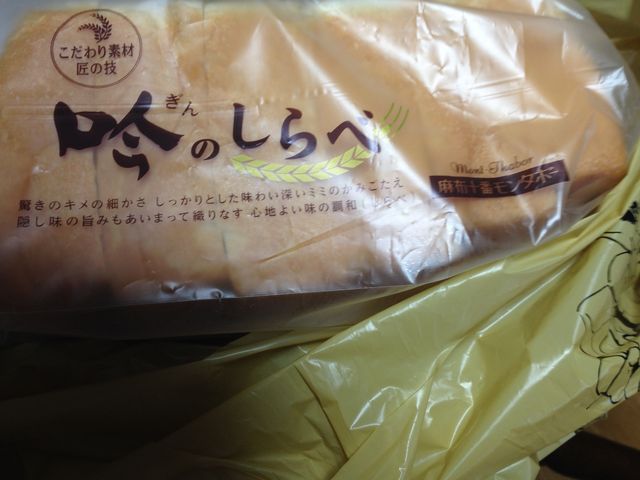 こだわり素材
匠の技
ぎん
吟のしらべ
Mont-Thabor
麻布十番モンタボー
驚きのキメの細かさ しっかりとした味わい深いミミのかみごたえ
隠し味の旨みもあいまって織りなす 心地よい味の調和(しらべ)